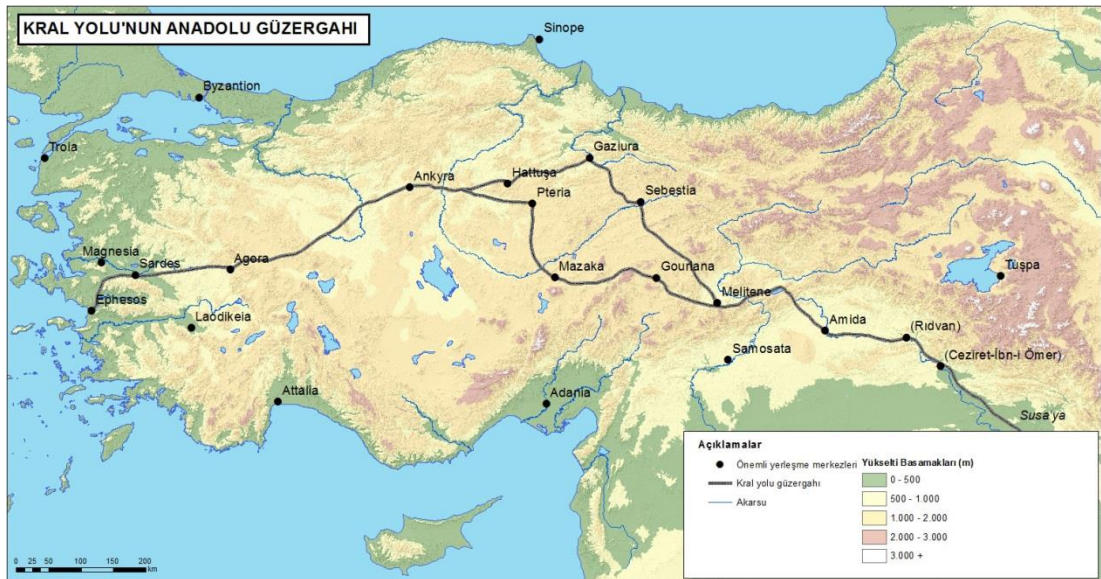 KRAL YOLU'NUN ANADOLU GÜZERGAHI
Sinope
Byzantion
Troia
Gaziura
Ankyra
Hattuşa
Pteria
Sebestia
Magnesia
Sardes
Agora
Mazaka
Gouriana
Tuşpa
Melitene
Ephesos
Laodikeia
Amida
(Rıdvan)
(Ceziret-İbn-i Ömer)
Samosata
Attalia
Adania
Susa'ya
Açıklamalar
Önemli yerleşme merkezleri
Kral yolu güzergahı
Akarsu
Yükselti Basamakları (m)
0 - 500
500 - 1.000
1.000 - 2.000
2.000 - 3.000
3.000 +
0 25 50 100 150 200
km